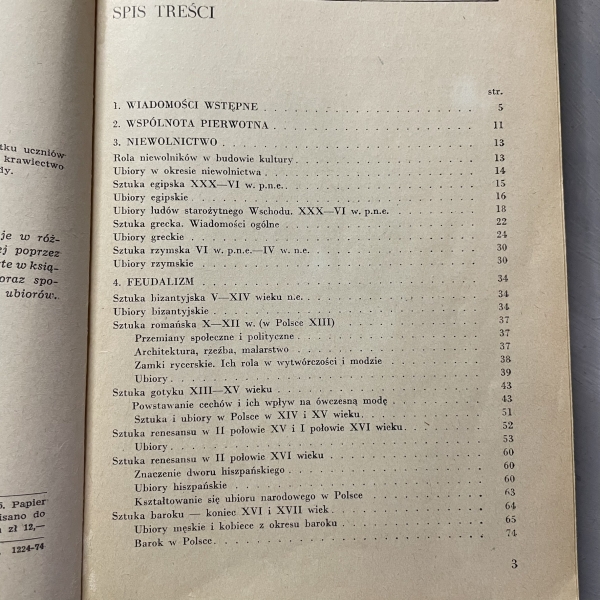 tku uczniów
krawiectwo
dy.
je w róż-
ej poprzez
te w ksią-
oraz spo-
ubiorów.
5. Papier
isano do
zł 12,—
1224-74
SPIS TREŚCI
str.
1. WIADOMOŚCI WSTĘPNE . . . . . . . . . . . . . . 5
2. WSPÓLNOTA PIERWOTNA . . . . . . . . . . . . . . 11
3. NIEWOLNICTWO . . . . . . . . . . . . . . 13
Rola niewolników w budowie kultury . . . . . . . . . . . . 13
Ubiory w okresie niewolnictwa . . . . . . . . . . . . 14
Sztuka egipska XXX—VI w. p.n.e. . . . . . . . . . . . . 15
Ubiory egipskie . . . . . . . . . . . . 16
Ubiory ludów starożytnego Wschodu. XXX—VI w. p.n.e. . . . . . . . 18
Sztuka grecka. Wiadomości ogólne . . . . . . . . . . . . 22
Ubiory greckie . . . . . . . . . . . . 24
Sztuka rzymska VI w. p.n.e.—IV w. n.e. . . . . . . . . . . 30
Ubiory rzymskie . . . . . . . . . . . . 30
4. FEUDALIZM . . . . . . . . . . . . 34
Sztuka bizantyjska V—XIV wieku n.e. . . . . . . . . . . . 34
Ubiory bizantyjskie . . . . . . . . . . . . 34
Sztuka romańska X—XII w. (w Polsce XIII) . . . . . . . . . . 37
Przemiany społeczne i polityczne . . . . . . . . . . 37
Architektura, rzeźba, malarstwo . . . . . . . . . . 37
Zamki rycerskie. Ich rola w wytwórczości i modzie . . . . . . 38
Ubiory . . . . . . . . . . . . 39
Sztuka gotyku XIII—XV wieku . . . . . . . . . . . . 43
Powstawanie cechów i ich wpływ na ówczesną modę . . . . . . 43
Sztuka i ubiory w Polsce w XIV i XV wieku . . . . . . . . 51
Sztuka renesansu w II połowie XV i I połowie XVI wieku . . . . . . 52
Ubiory . . . . . . . . . . . . 53
Sztuka renesansu w II połowie XVI wieku . . . . . . . . . . 60
Znaczenie dworu hiszpańskiego . . . . . . . . . . 60
Ubiory hiszpańskie . . . . . . . . . . 60
Kształtowanie się ubioru narodowego w Polsce . . . . . . . . 63
Sztuka baroku — koniec XVI i XVII wiek . . . . . . . . . . 64
Ubiory męskie i kobiece z okresu baroku . . . . . . . . 65
Barok w Polsce . . . . . . . . . . . . 74
3